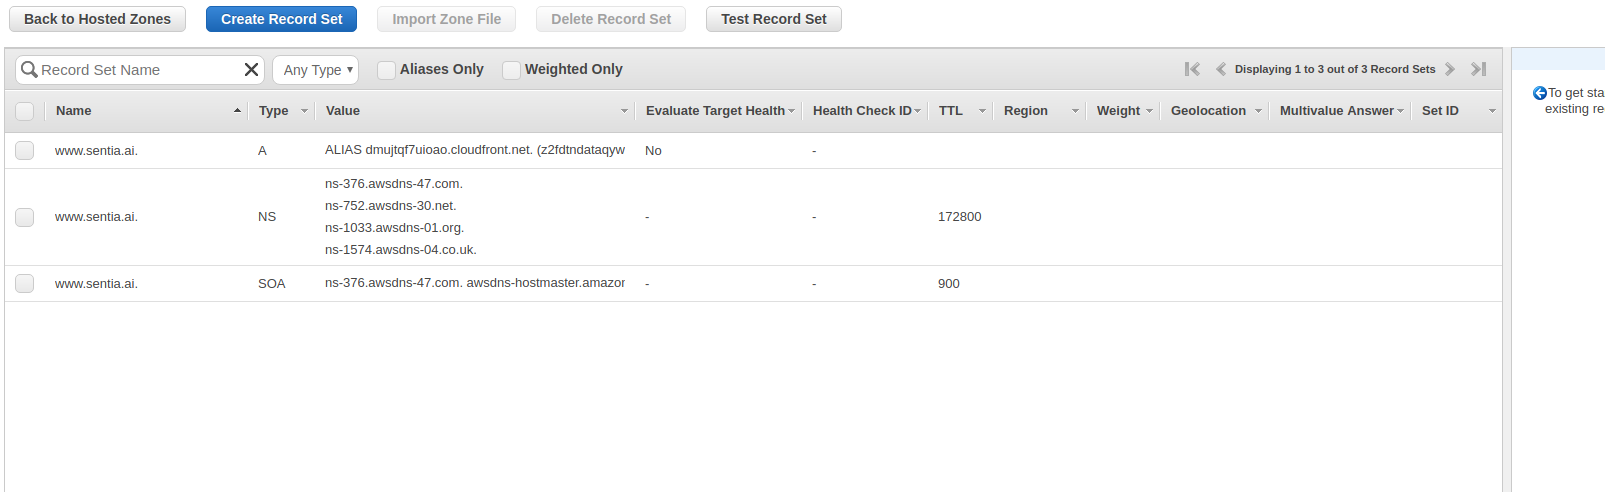 Back to Hosted Zones Create Record Set Import Zone File Delete Record Set Test Record Set
Record Set Name Any Type Aliases Only Weighted Only Displaying 1 to 3 out of 3 Record Sets
Name Type Value Evaluate Target Health Health Check ID TTL Region Weight Geolocation Multivalue Answer Set ID
www.sentia.ai. A ALIAS dmujtqf7uioao.cloudfront.net. (z2fdtndataqyw No -
www.sentia.ai. NS ns-376.awsdns-47.com.
ns-752.awsdns-30.net.
ns-1033.awsdns-01.org.
ns-1574.awsdns-04.co.uk. - - 172800
www.sentia.ai. SOA ns-376.awsdns-47.com. awsdns-hostmaster.amazon - - 900
To get sta
existing re